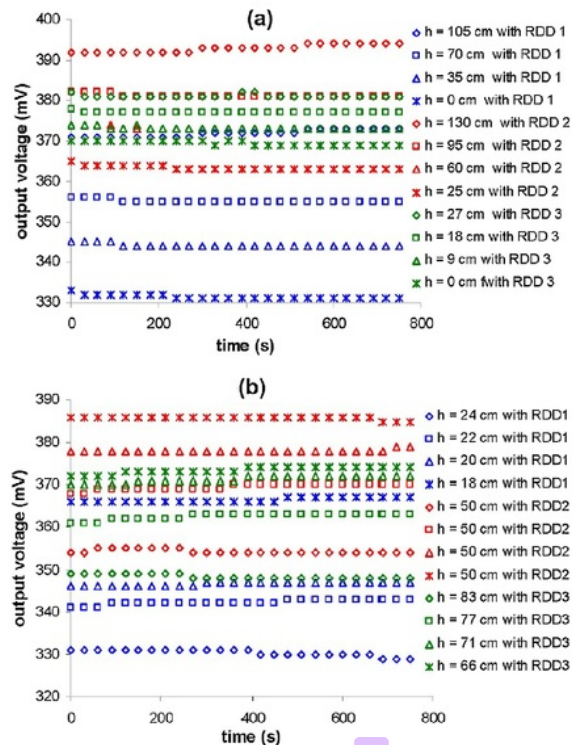 (a)
400
390
380
370
360
350
340
330
output voltage (mV)
0 200 400 600 800
time (s)
h = 105 cm with RDD 1
h = 70 cm with RDD 1
h = 35 cm with RDD 1
h = 0 cm with RDD 1
h = 130 cm with RDD 2
h = 95 cm with RDD 2
h = 60 cm with RDD 2
h = 25 cm with RDD 2
h = 27 cm with RDD 3
h = 18 cm with RDD 3
h = 9 cm with RDD 3
h = 0 cm fwith RDD 3
(b)
390
380
370
360
350
340
330
320
output voltage (mV)
0 200 400 600 800
time (s)
h = 24 cm with RDD1
h = 22 cm with RDD1
h = 20 cm with RDD1
h = 18 cm with RDD1
h = 50 cm with RDD2
h = 50 cm with RDD2
h = 50 cm with RDD2
h = 50 cm with RDD2
h = 83 cm with RDD3
h = 77 cm with RDD3
h = 71 cm with RDD3
h = 66 cm with RDD3